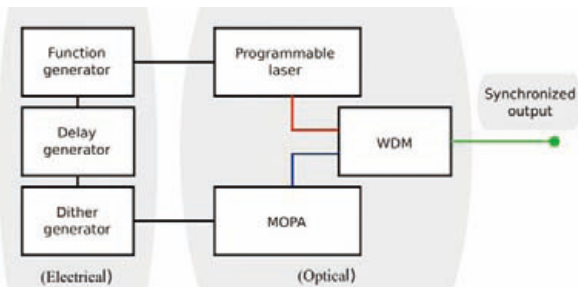 Function
generator
Programmable
laser
Delay
generator
WDM
Synchronized
output
Dither
generator
MOPA
(Electrical)
(Optical)